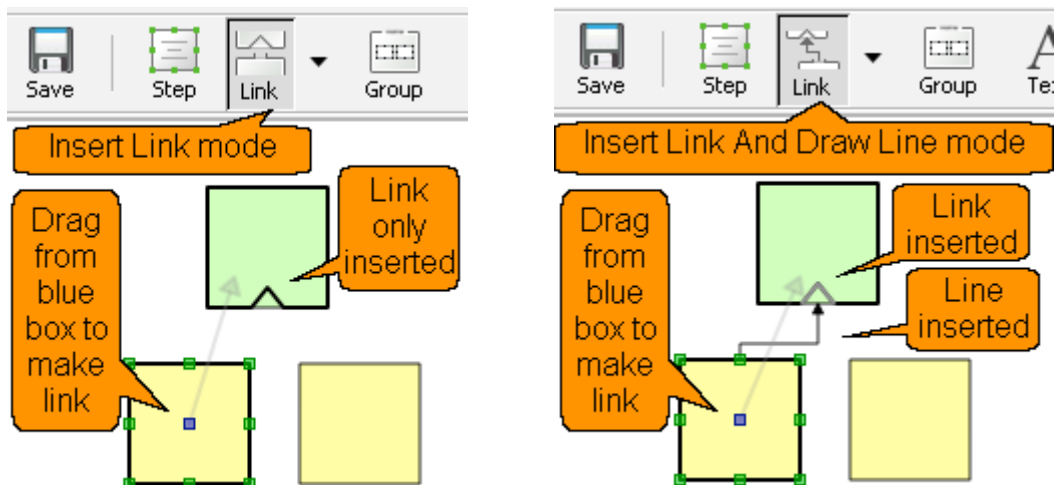 Save
Step
Link
Group
Insert Link mode
Drag
from
blue
box to
make
link
Link
only
inserted
Save
Step
Link
Group
Insert Link And Draw Line mode
Drag
from
blue
box to
make
link
Link
inserted
Line
inserted